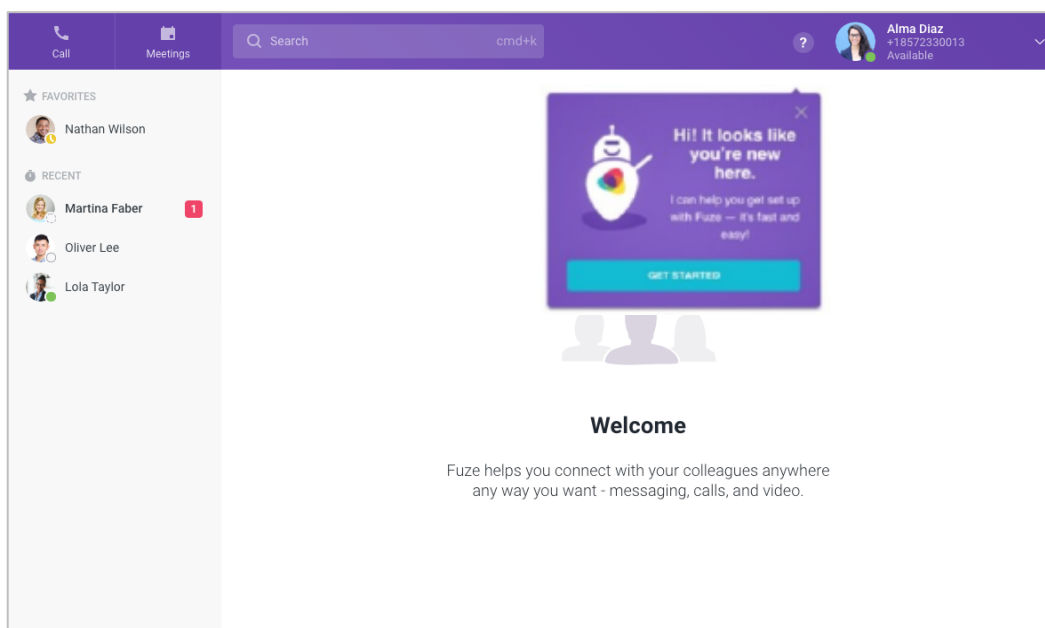 Call
Meetings
Search
cmd+k
?
Alma Diaz
+18572330013
Available
FAVORITES
Nathan Wilson
RECENT
Martina Faber
1
Oliver Lee
Lola Taylor
Hi! It looks like
you're new
here.
I can help you get set up
with Fuze — it's fast and
easy!
GET STARTED
Welcome
Fuze helps you connect with your colleagues anywhere
any way you want - messaging, calls, and video.